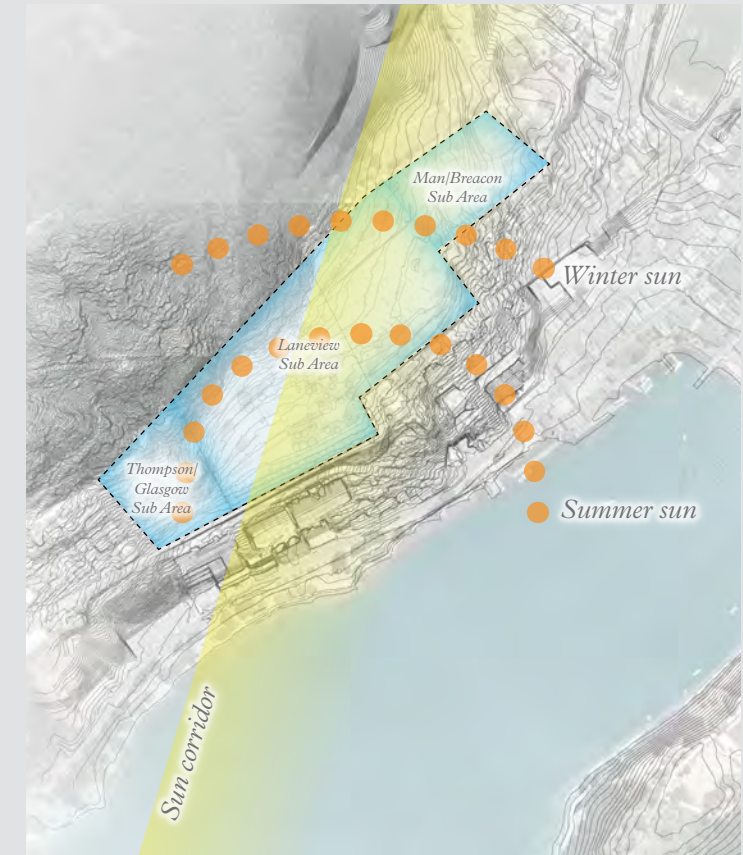 Man/Breacon
Sub Area
Winter sun
Laneview
Sub Area
Thompson/
Glasgow
Sub Area
Summer sun
Sun corridor